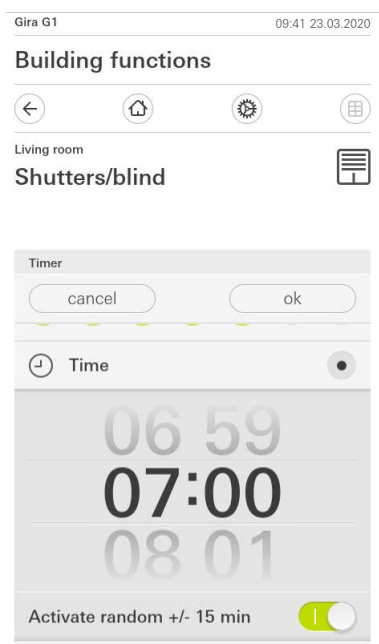 Gira G1 09:41 23.03.2020
Building functions
Living room
Shutters/blind
Timer
cancel ok
Time
06 59
07:00
08 01
Activate random +/- 15 min